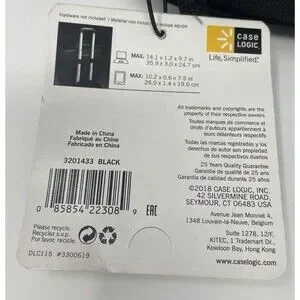 Hardware not included / Matériel non inclus / Hardware no incluye equipo
case
LOGIC
Life, Simplified.
MAX: 14.1 x 1.2 x 9.7 in
35.9 x 3.0 x 24.7 cm
MAX: 10.2 x 0.6 x 7.5 in
26.0 x 1.4 x 19.0 cm
All trademarks and copyrights are the
property of their respective owners
Toutes marques de commerce et
droits d'auteurs appartiennent à
leurs détenteurs respectifs
Todas las marcas registradas y los
derechos de autor son propiedad
de sus respectivos dueños
25 Years Quality Guarantee
Garantie de qualité de 25 ans
Garantía de calidad durante 25 años
Made in China
Fabriqué au Chine
Fabricado en China
3201433 BLACK
0 85854 22308 9
EAC
©2018 CASE LOGIC, INC.
42 SILVERMINE ROAD,
SEYMOUR, CT 06483
Avenue Jean Monnet 4,
1348 Louvain-la-Neuve, Belgium
Suite 1278, 12/F,
KITEC, 1 Trademart Dr.,
Kowloon Bay, Hong Kong
www.caselogic.com
Please recycle.
Recyclez s.v.p.
Por favor recicle.
DLC115 #3300619